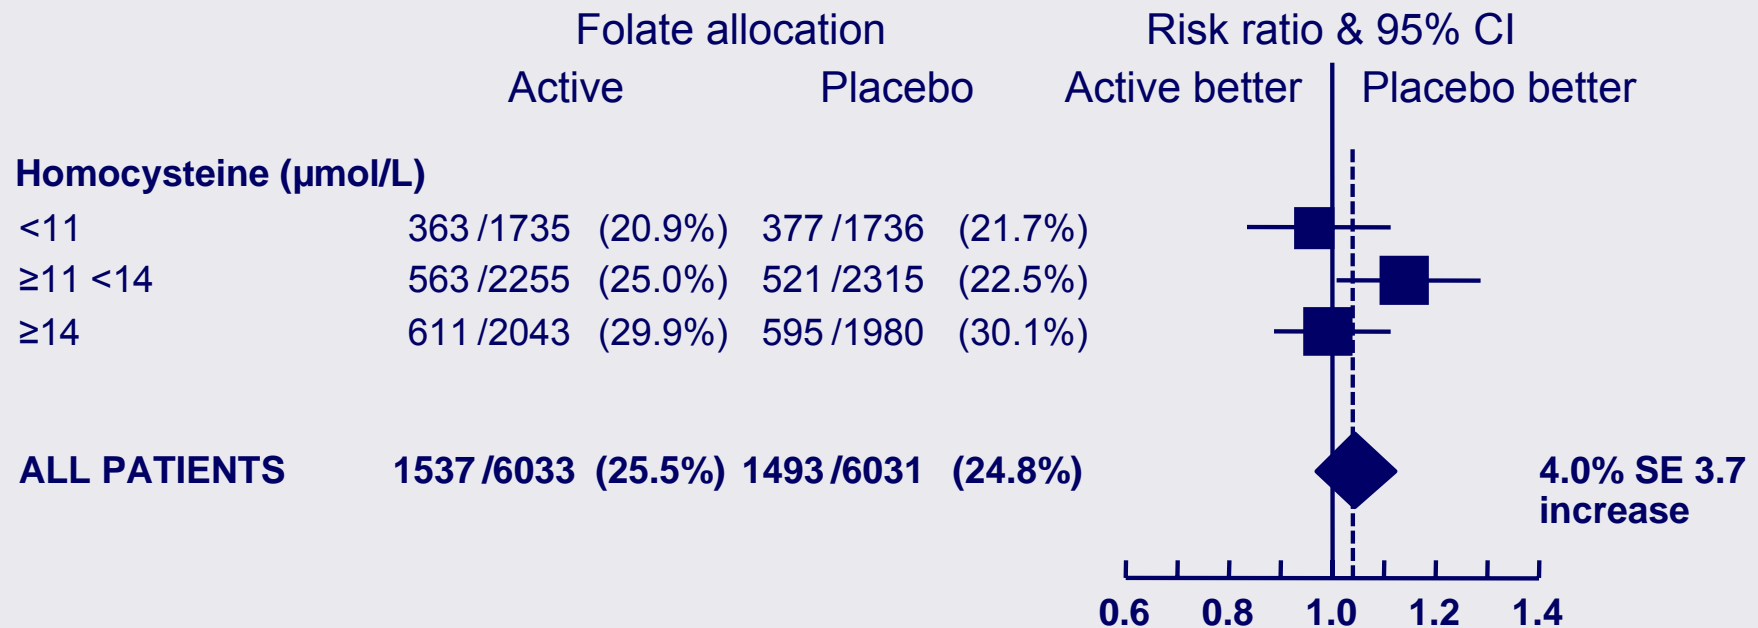 Folate allocation Risk ratio & 95% CI
Active Placebo Active better Placebo better
Homocysteine (µmol/L)
<11 363 /1735 (20.9%) 377 /1736 (21.7%)
≥11 <14 563 /2255 (25.0%) 521 /2315 (22.5%)
≥14 611 /2043 (29.9%) 595 /1980 (30.1%)
ALL PATIENTS 1537 /6033 (25.5%) 1493 /6031 (24.8%) 4.0% SE 3.7
increase
0.6 0.8 1.0 1.2 1.4